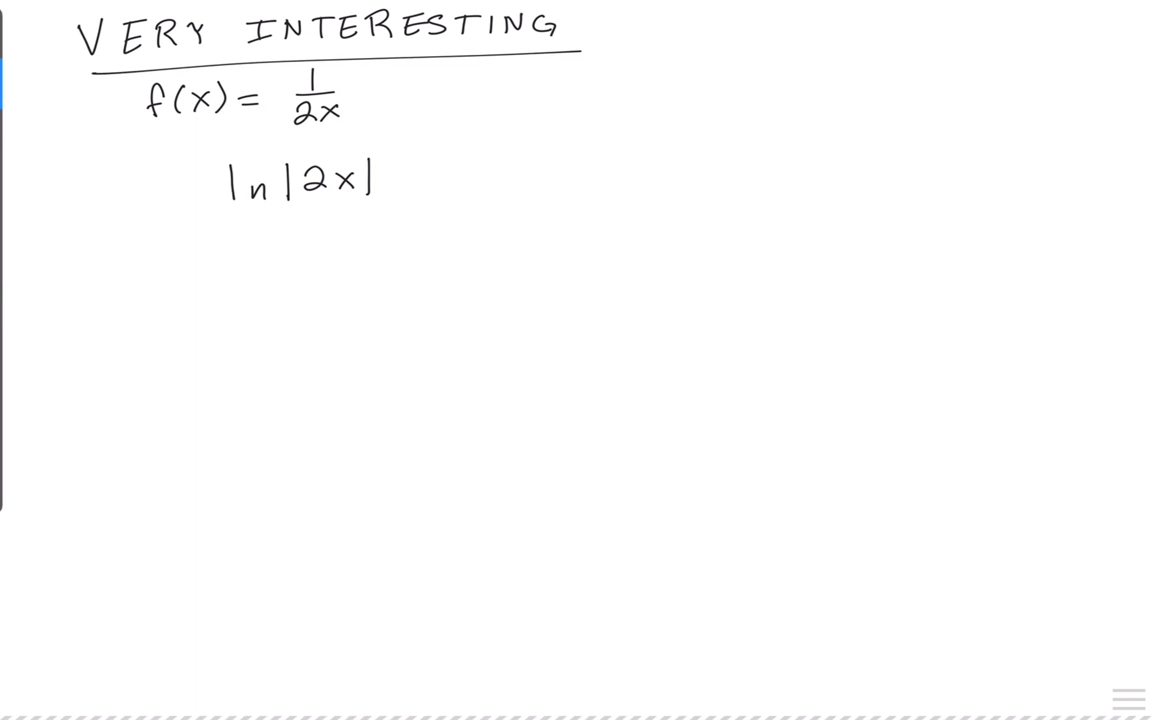 VERY INTERESTING
f(x) = 1/2x
ln|2x|